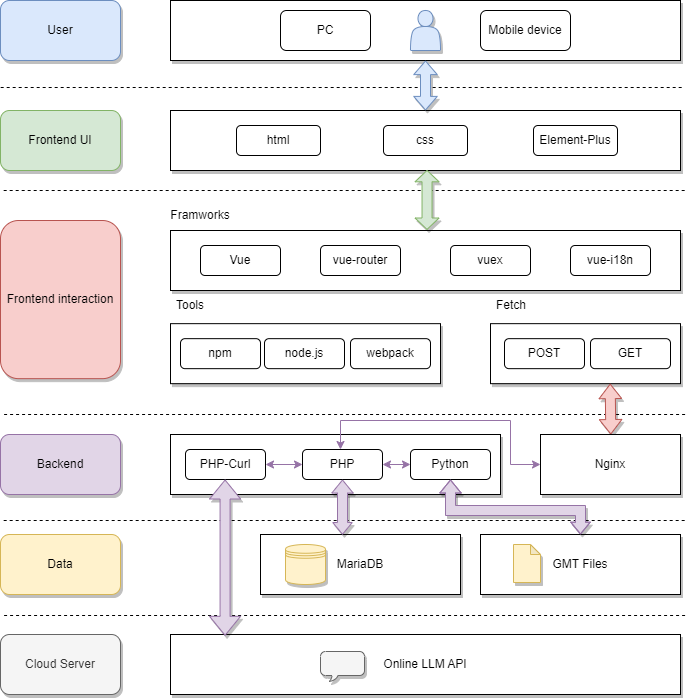 User
PC
Mobile device
Frontend UI
html
css
Element-Plus
Framworks
Frontend interaction
Vue
vue-router
vuex
vue-i18n
Tools
Fetch
npm
node.js
webpack
POST
GET
Backend
PHP-Curl
PHP
Python
Nginx
Data
MariaDB
GMT Files
Cloud Server
Online LLM API